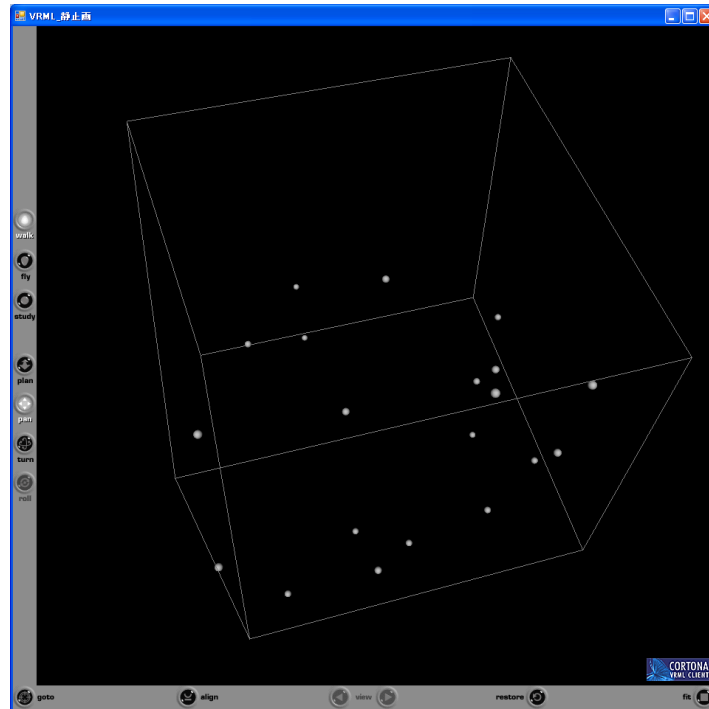 VRML_静止画
walk
fly
study
plan
pan
turn
roll
goto
align
view
restore
fit
CORTONA
VRML CLIENT